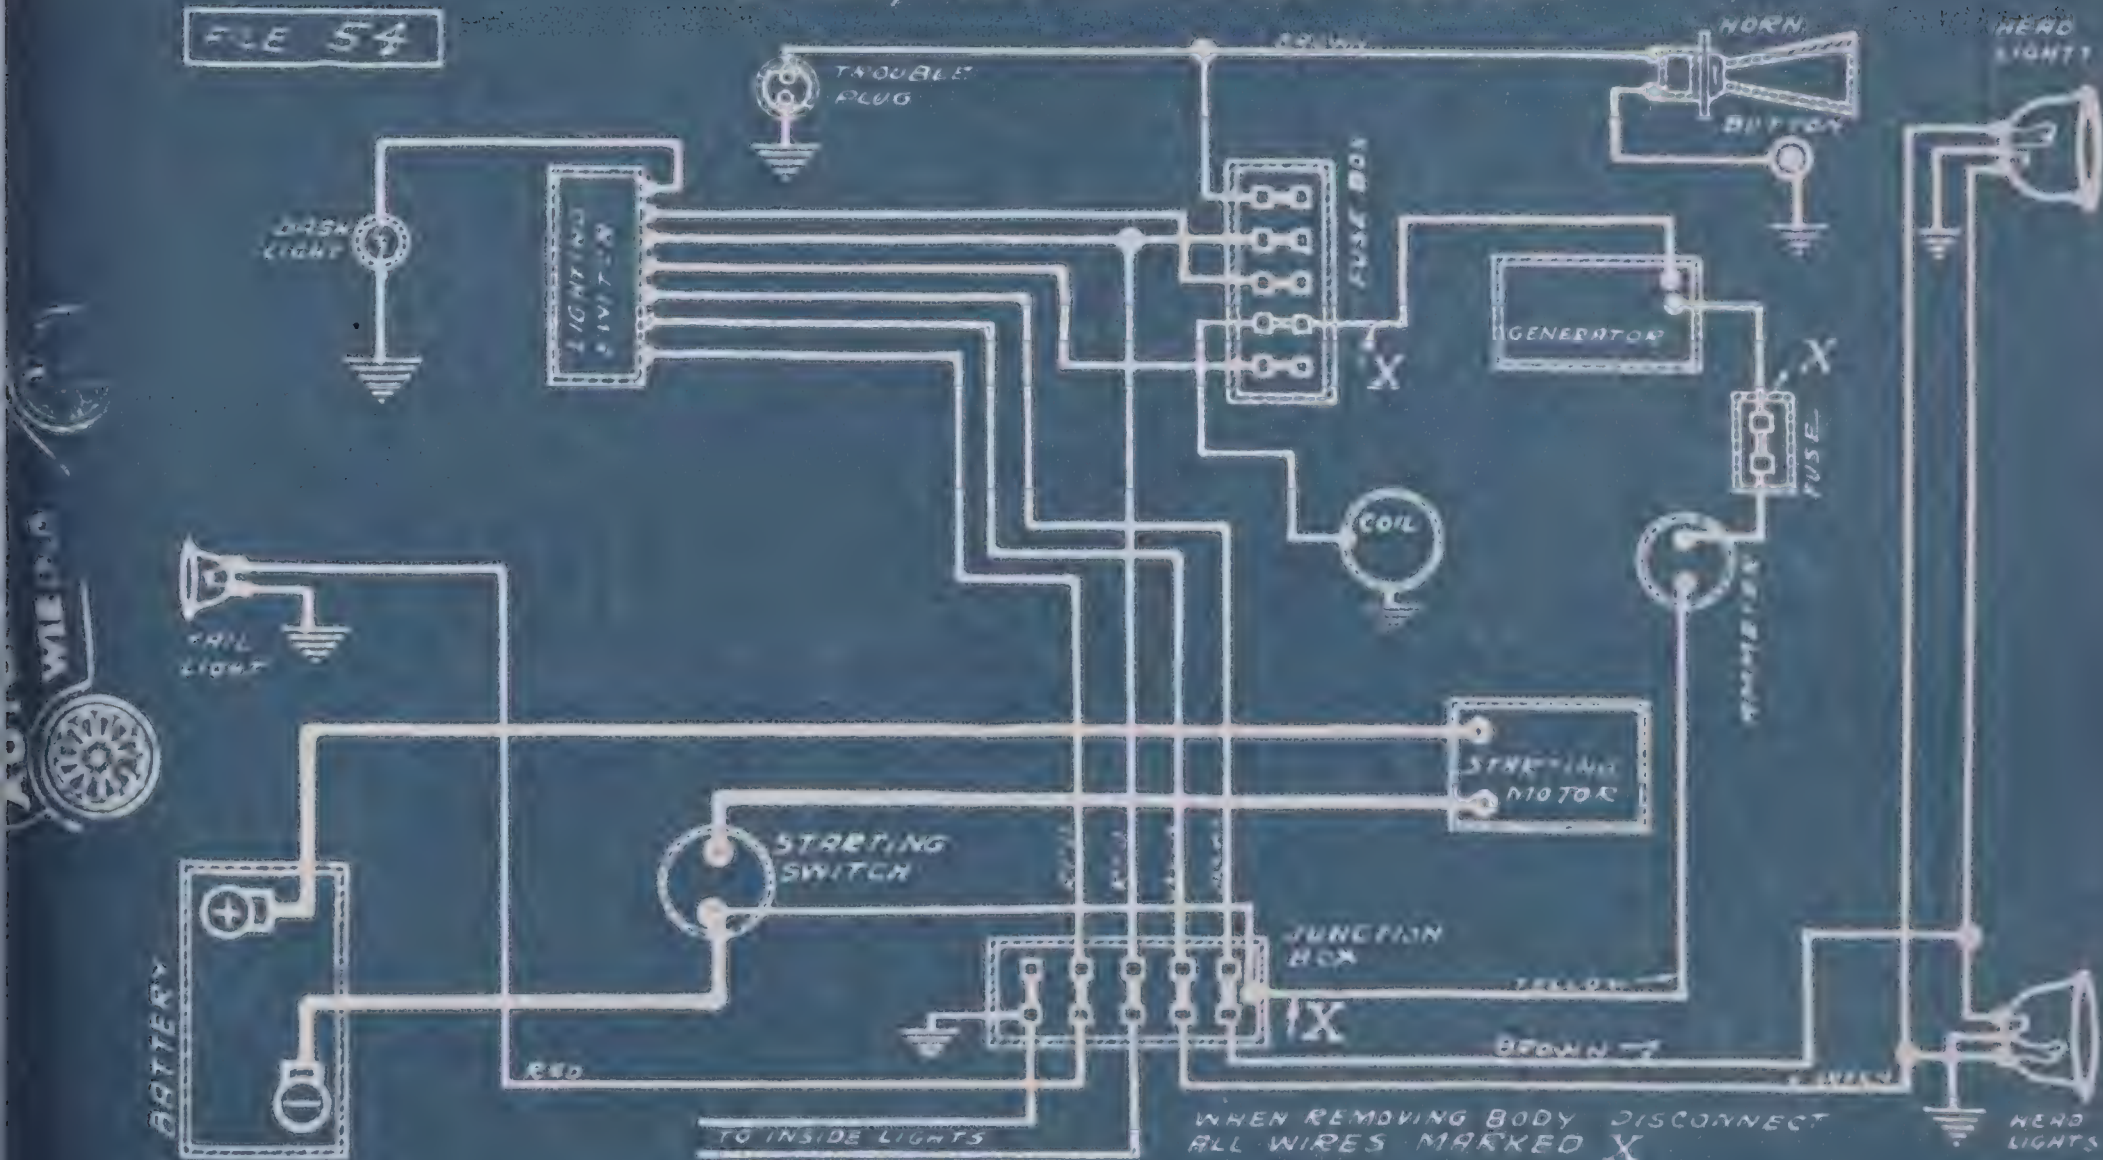 FILE 54
HORN
HEAD
LIGHTS
BROWN
TROUBLE
PLUG
BUTTON
DASH
LIGHT
LIGHTING
SWITCH
FUSE BOX
GENERATOR
X
X
FUSE
COIL
AMMETER
TAIL
LIGHT
STARTING
MOTOR
STARTING
SWITCH
BATTERY
+
−
JUNCTION
BOX
YELLOW
X
BROWN
RED
TO INSIDE LIGHTS
WHEN REMOVING BODY DISCONNECT
ALL WIRES MARKED X
HEAD
LIGHTS